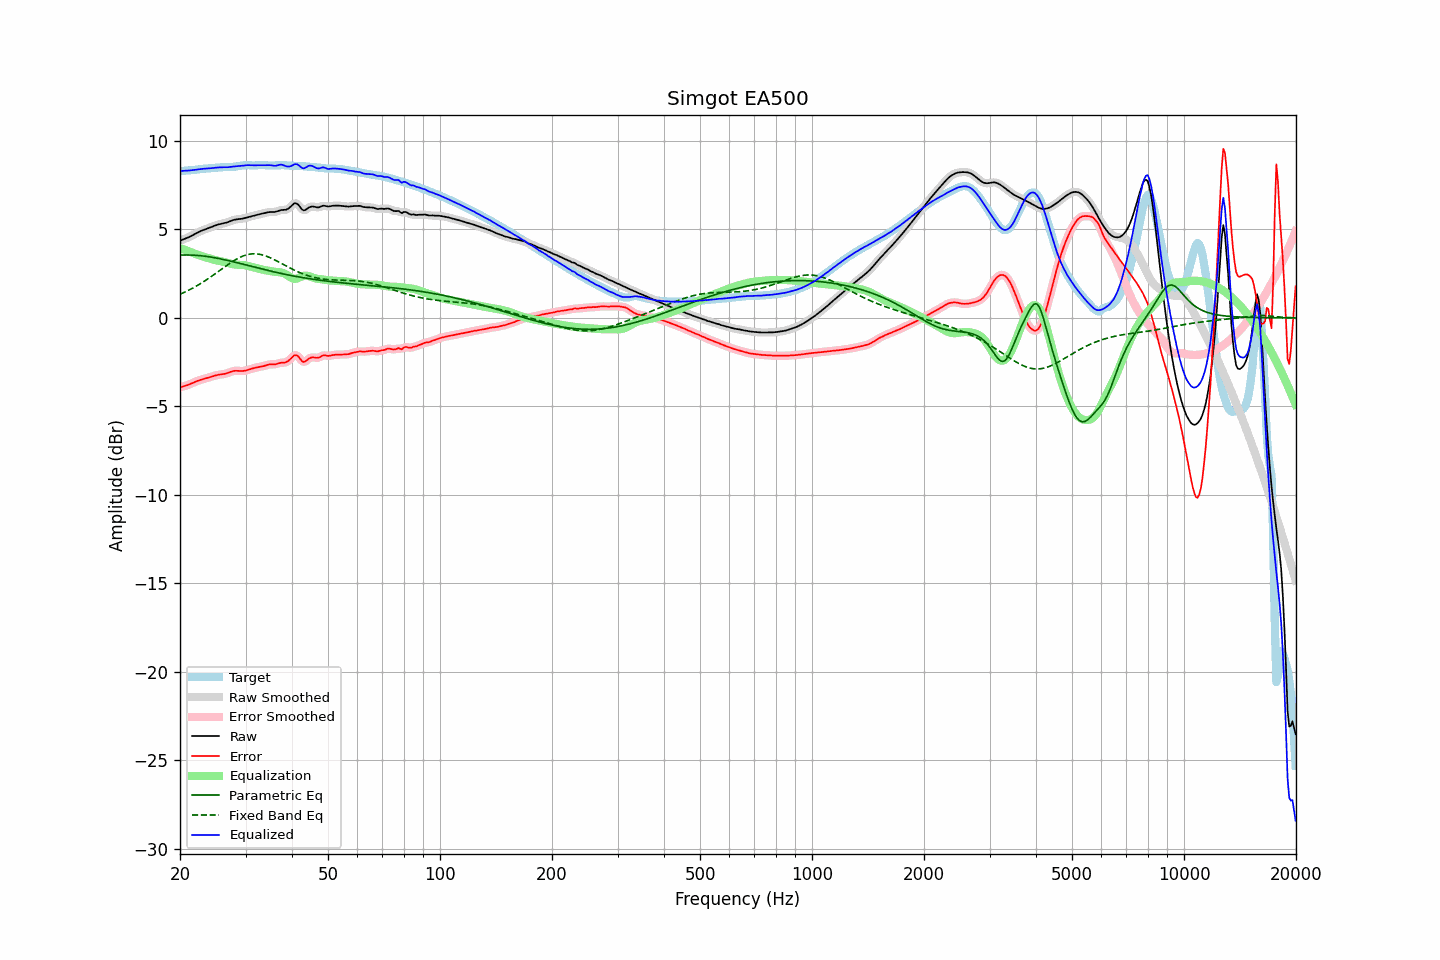 Simgot EA500
10
5
0
−5
−10
−15
−20
−25
−30
Amplitude (dBr)
Target
Raw Smoothed
Error Smoothed
Raw
Error
Equalization
Parametric Eq
Fixed Band Eq
Equalized
20 50 100 200 500 1000 2000 5000 10000 20000
Frequency (Hz)